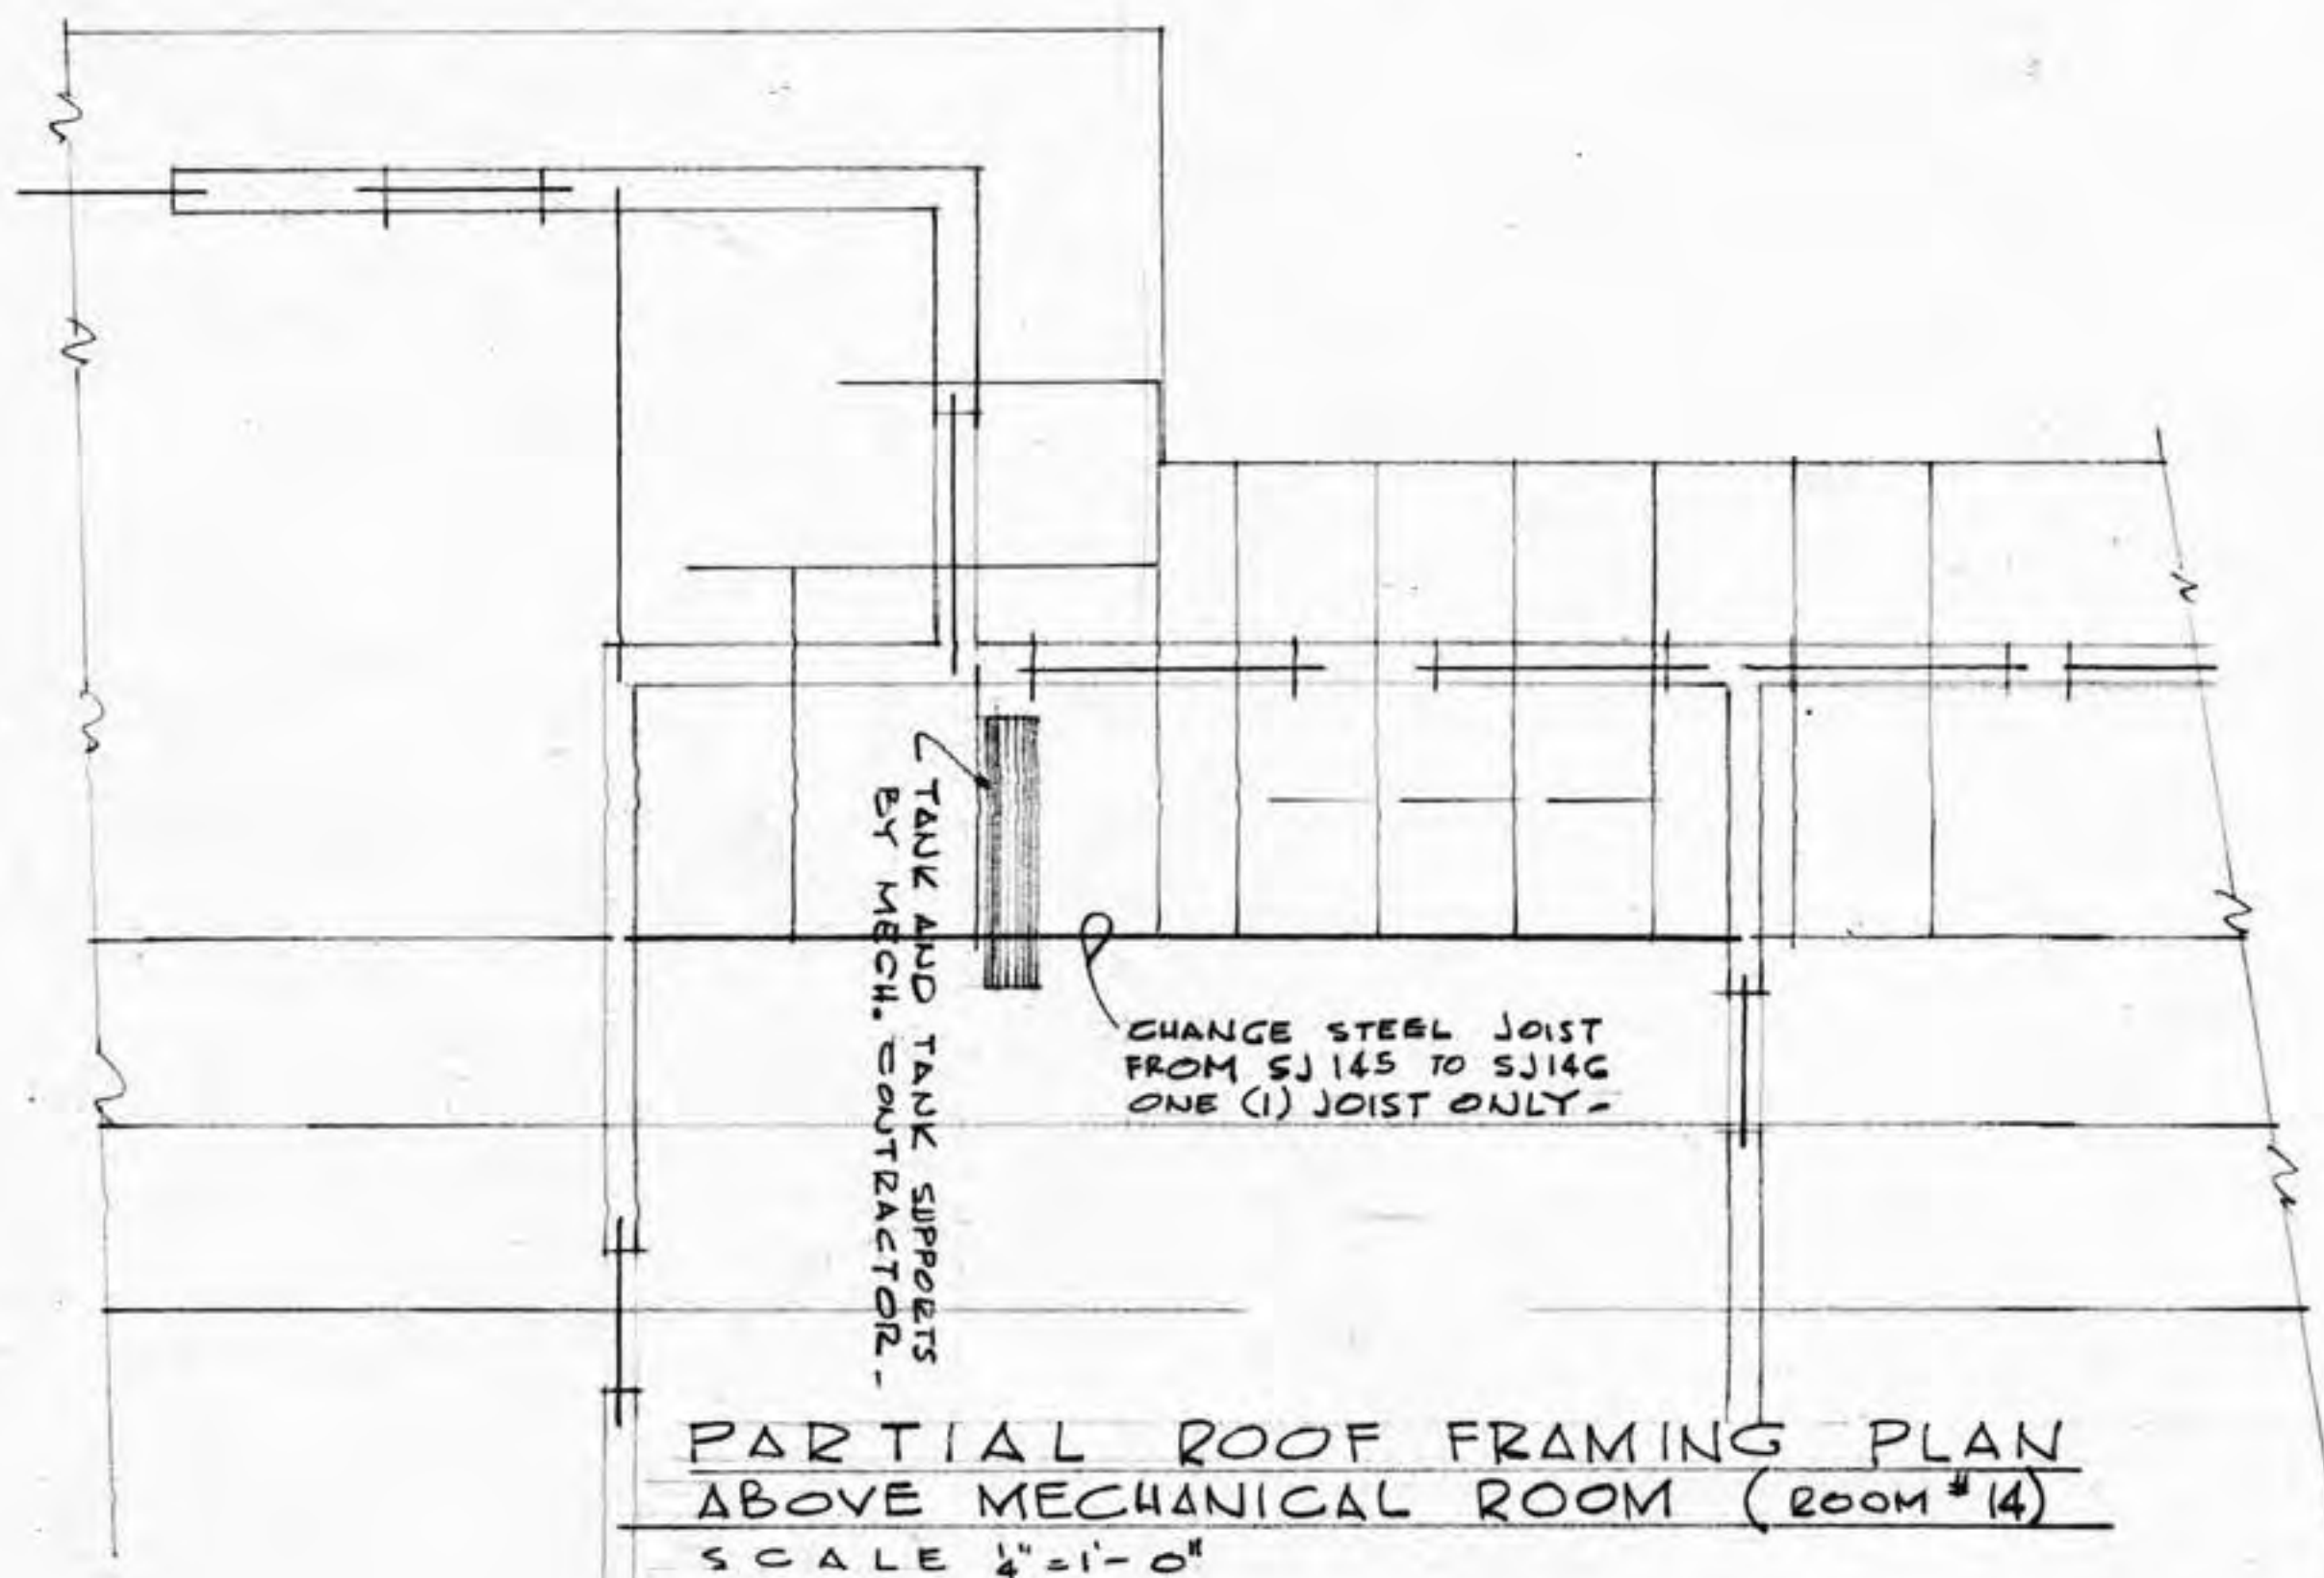 TANK AND TANK SUPPORTS
BY MECH. CONTRACTOR.-
CHANGE STEEL JOIST
FROM SJ 145 TO SJ146
ONE (1) JOIST ONLY-
PARTIAL ROOF FRAMING PLAN
ABOVE MECHANICAL ROOM (ROOM # 14)
SCALE ¼"=1'-0"